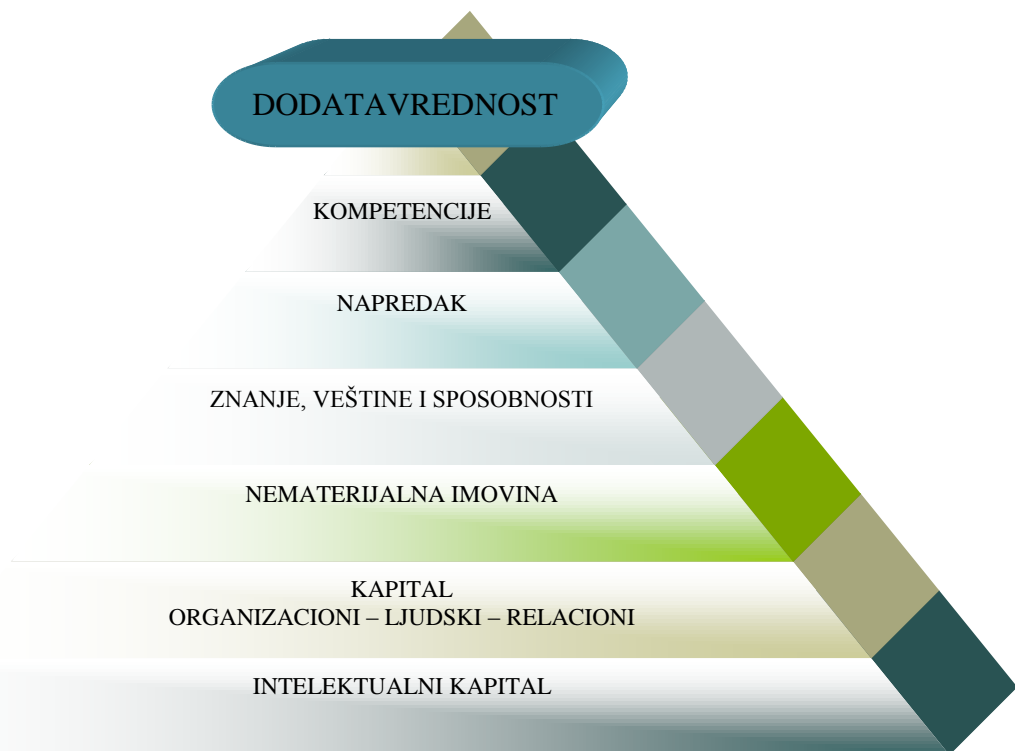 DODATAVREDNOST
KOMPETENCIJE
NAPREDAK
ZNANJE, VEŠTINE I SPOSOBNOSTI
NEMATERIJALNA IMOVINA
KAPITAL
ORGANIZACIONI – LJUDSKI – RELACIONI
INTELEKTUALNI KAPITAL